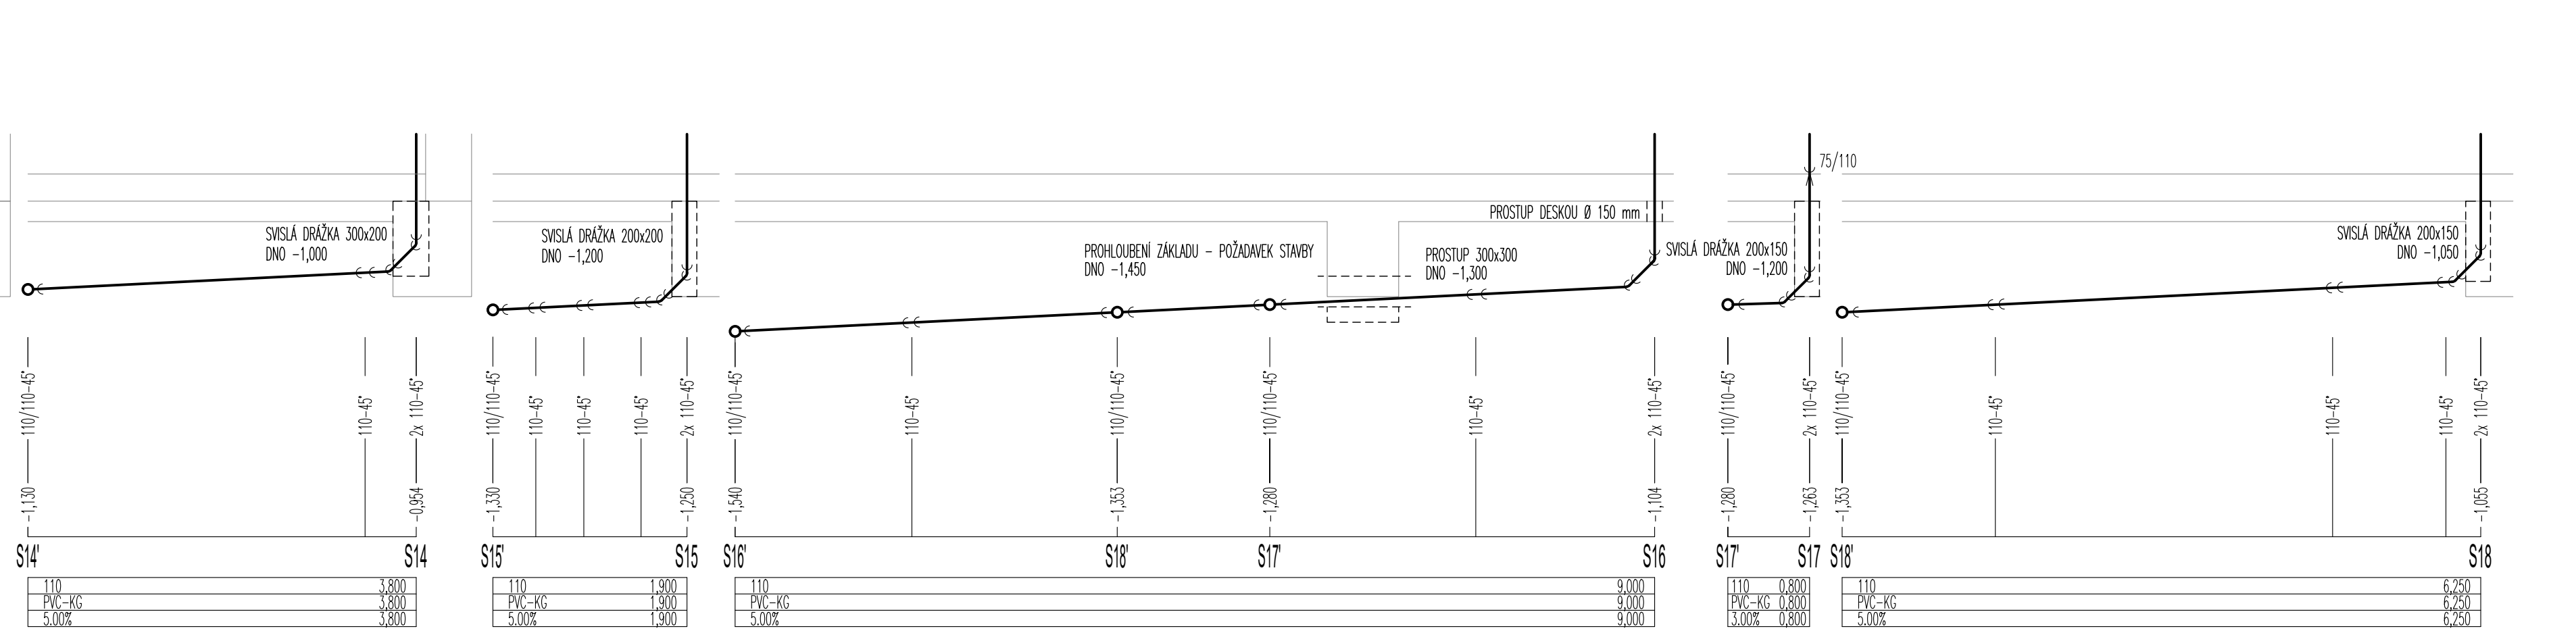 75/110
PROSTUP DESKOU Ø 150 mm
SVISLÁ DRÁŽKA 300x200
DNO -1,000
SVISLÁ DRÁŽKA 200x200
DNO -1,200
PROHLOUBENÍ ZÁKLADU - POŽADAVEK STAVBY
DNO -1,450
PROSTUP 300x300
DNO -1,300
SVISLÁ DRÁŽKA 200x150
DNO -1,200
SVISLÁ DRÁŽKA 200x150
DNO -1,050
-1,130 110/110-45°
110-45°
-0,954 2x 110-45°
-1,330 110/110-45°
110-45°
110-45°
110-45°
-1,250 2x 110-45°
-1,540 110/110-45°
110-45°
-1,353 110/110-45°
-1,280 110/110-45°
110-45°
-1,104 2x 110-45°
-1,280 110/110-45°
-1,263 2x 110-45°
-1,353 110/110-45°
110-45°
110-45°
110-45°
-1,055 2x 110-45°
S14' S14 S15' S15 S16' S18' S17' S16 S17' S17 S18' S18
110 3,800
PVC-KG 3,800
5.00% 3,800
110 1,900
PVC-KG 1,900
5.00% 1,900
110 9,000
PVC-KG 9,000
5.00% 9,000
110 0,800
PVC-KG 0,800
3.00% 0,800
110 6,250
PVC-KG 6,250
5.00% 6,250